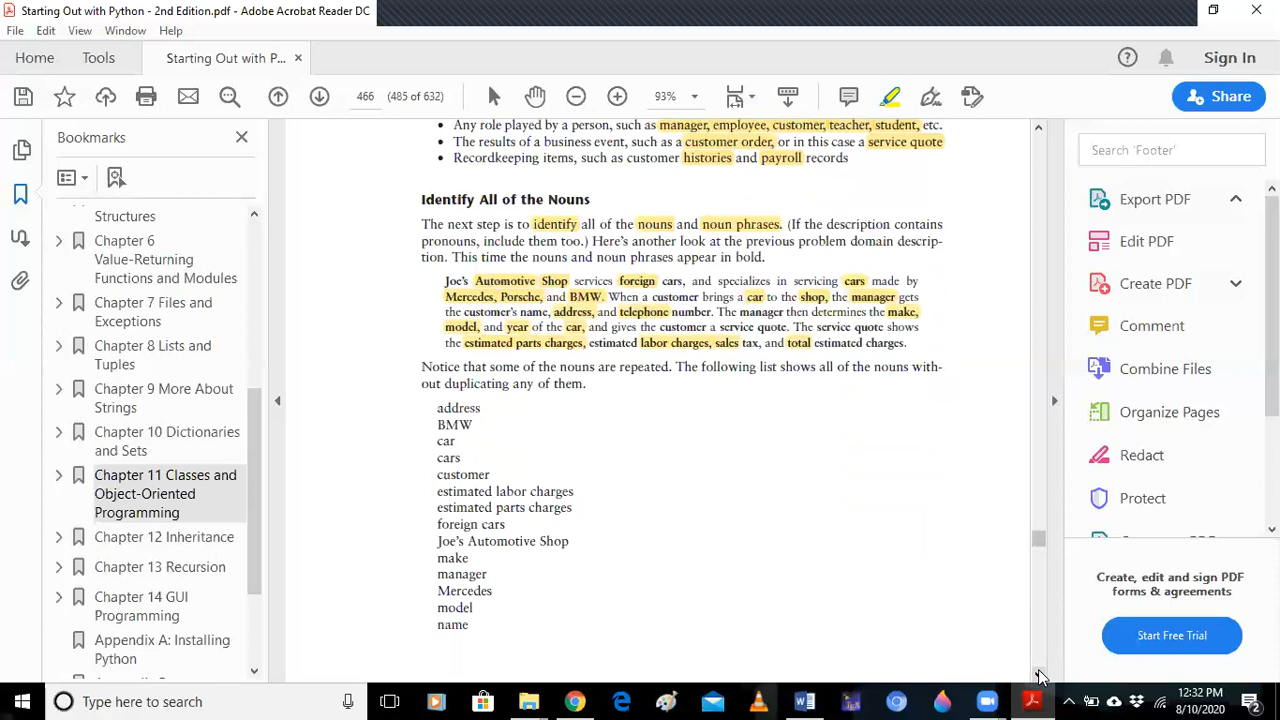 Starting Out with Python - 2nd Edition.pdf - Adobe Acrobat Reader DC
File Edit View Window Help
Home Tools Starting Out with P... × Sign In
466 (485 of 632) 93% Share
Bookmarks
Structures
Chapter 6
Value-Returning
Functions and Modules
Chapter 7 Files and
Exceptions
Chapter 8 Lists and
Tuples
Chapter 9 More About
Strings
Chapter 10 Dictionaries
and Sets
Chapter 11 Classes and
Object-Oriented
Programming
Chapter 12 Inheritance
Chapter 13 Recursion
Chapter 14 GUI
Programming
Appendix A: Installing
Python
• Any role played by a person, such as manager, employee, customer, teacher, student, etc.
• The results of a business event, such as a customer order, or in this case a service quote
• Recordkeeping items, such as customer histories and payroll records
Identify All of the Nouns
The next step is to identify all of the nouns and noun phrases. (If the description contains
pronouns, include them too.) Here's another look at the previous problem domain descrip-
tion. This time the nouns and noun phrases appear in bold.
Joe's Automotive Shop services foreign cars, and specializes in servicing cars made by
Mercedes, Porsche, and BMW. When a customer brings a car to the shop, the manager gets
the customer's name, address, and telephone number. The manager then determines the make,
model, and year of the car, and gives the customer a service quote. The service quote shows
the estimated parts charges, estimated labor charges, sales tax, and total estimated charges.
Notice that some of the nouns are repeated. The following list shows all of the nouns with-
out duplicating any of them.
address
BMW
car
cars
customer
estimated labor charges
estimated parts charges
foreign cars
Joe's Automotive Shop
make
manager
Mercedes
model
name
Search 'Footer'
Export PDF
Edit PDF
Create PDF
Comment
Combine Files
Organize Pages
Redact
Protect
Create, edit and sign PDF
forms & agreements
Start Free Trial
Type here to search
12:32 PM
8/10/2020
2